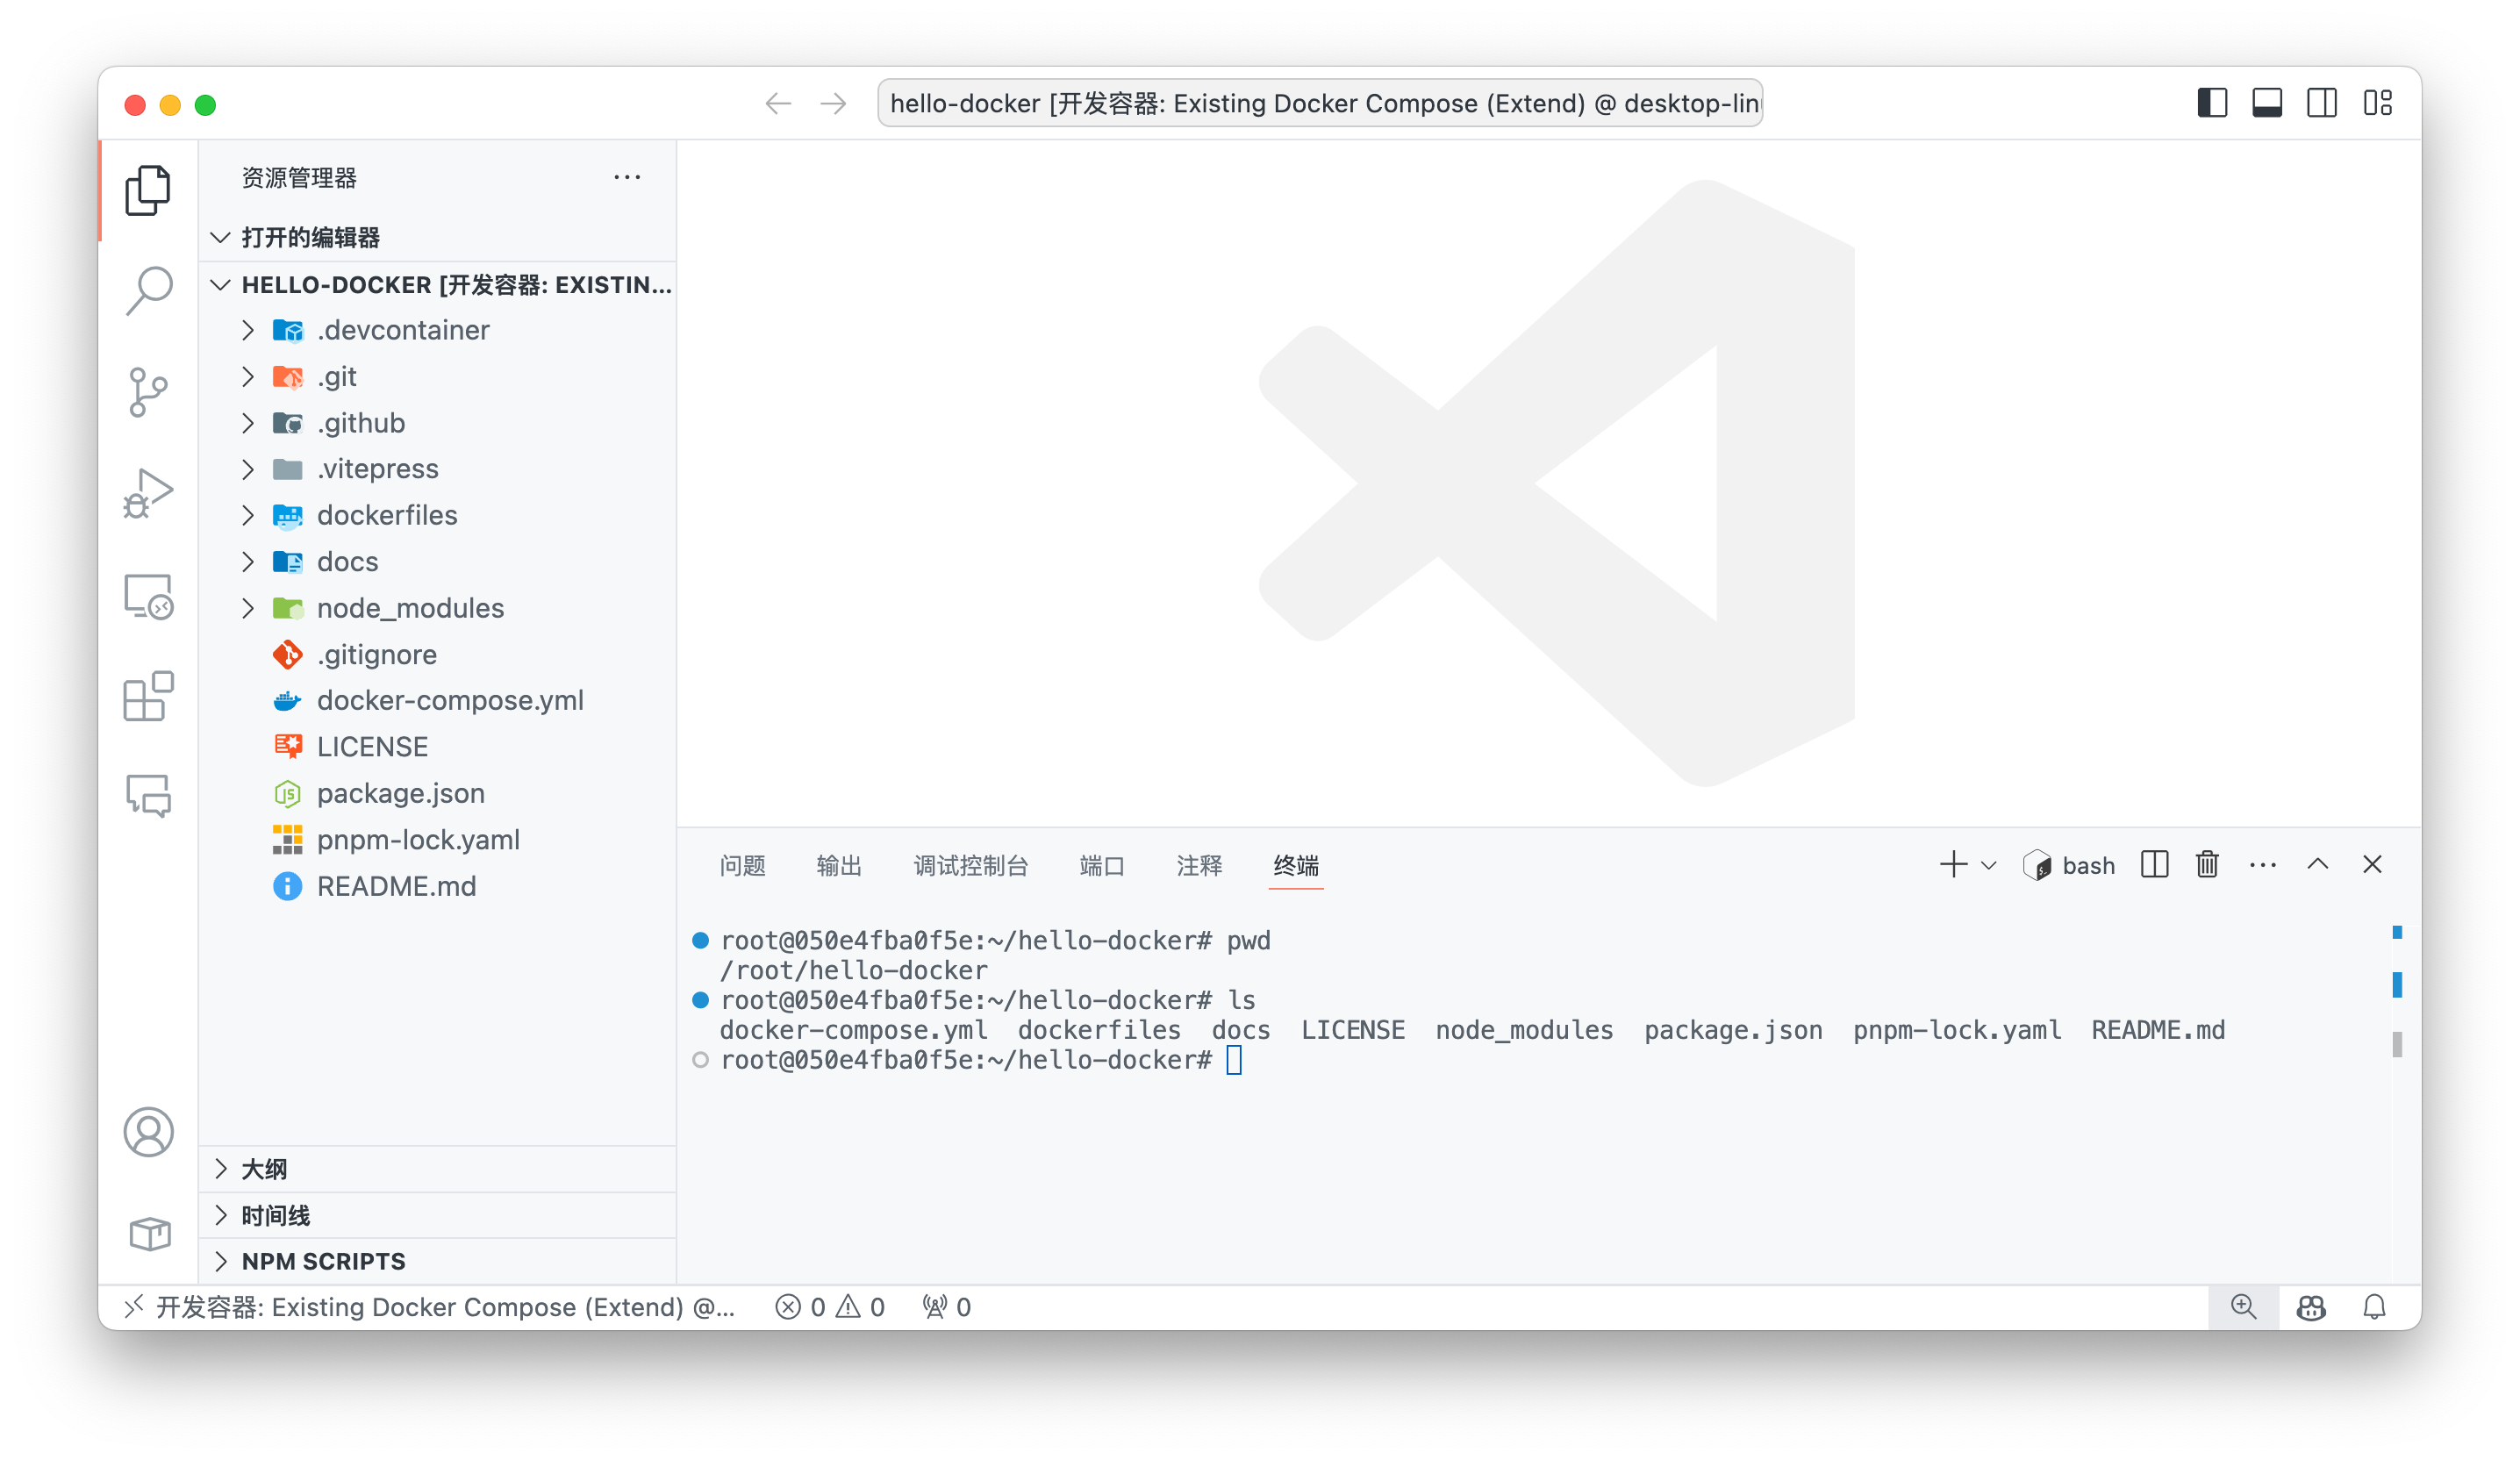 hello-docker [开发容器: Existing Docker Compose (Extend) @ desktop-lin
资源管理器
打开的编辑器
HELLO-DOCKER [开发容器: EXISTIN...
.devcontainer
.git
.github
.vitepress
dockerfiles
docs
node_modules
.gitignore
docker-compose.yml
LICENSE
package.json
pnpm-lock.yaml
README.md
大纲
时间线
NPM SCRIPTS
问题 输出 调试控制台 端口 注释 终端 bash
root@050e4fba0f5e:~/hello-docker# pwd
/root/hello-docker
root@050e4fba0f5e:~/hello-docker# ls
docker-compose.yml dockerfiles docs LICENSE node_modules package.json pnpm-lock.yaml README.md
root@050e4fba0f5e:~/hello-docker#
开发容器: Existing Docker Compose (Extend) @... 0 0 0